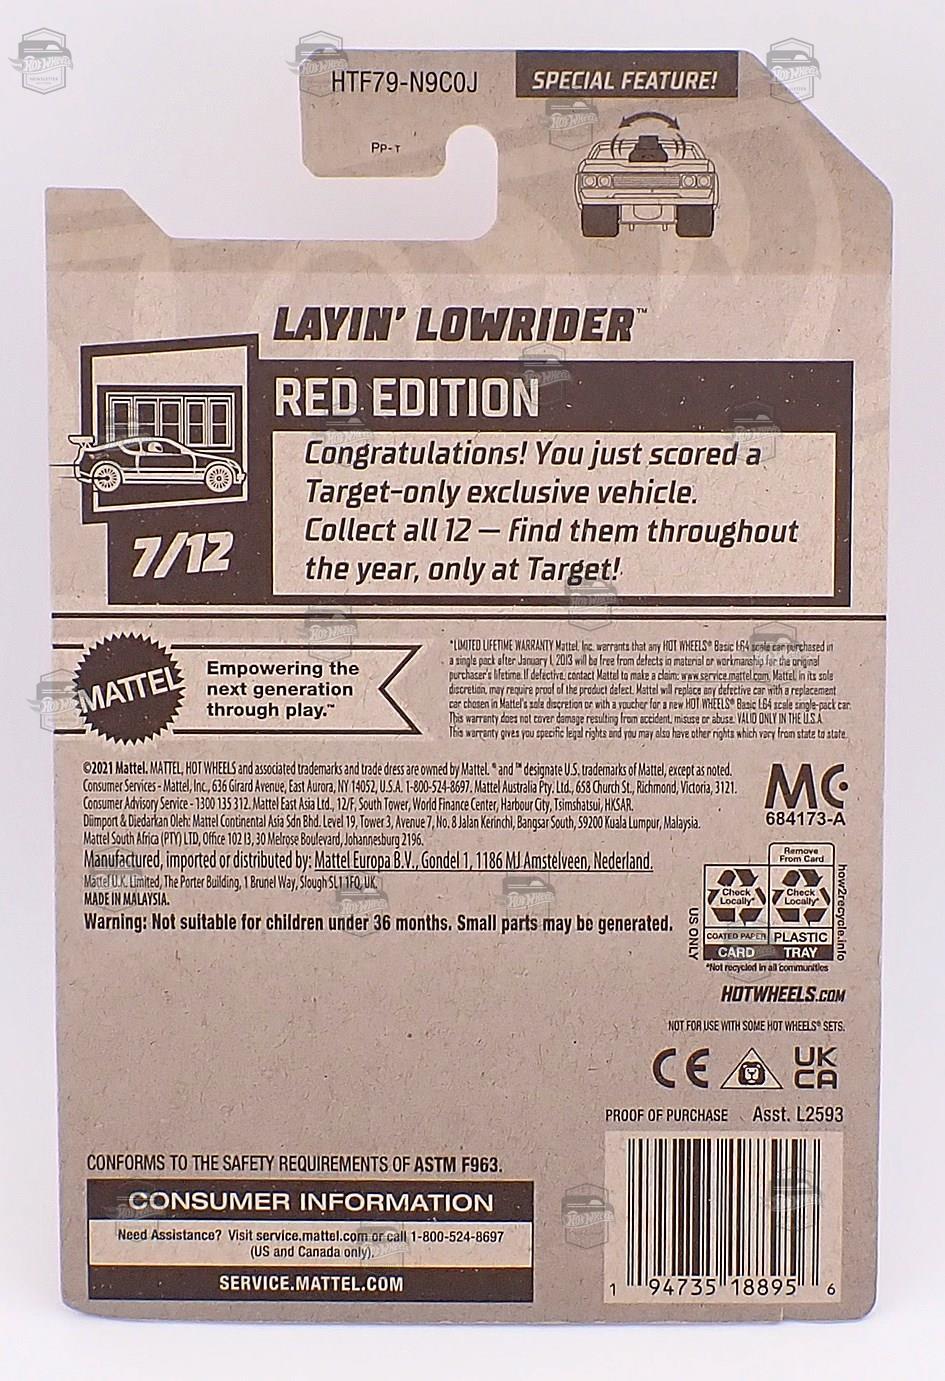 HTF79-N9C0J
SPECIAL FEATURE!
Pp-T
LAYIN' LOWRIDER™
RED EDITION
Congratulations! You just scored a
Target-only exclusive vehicle.
Collect all 12 — find them throughout
the year, only at Target!
7/12
MATTEL
Empowering the
next generation
through play.™
*LIMITED LIFETIME WARRANTY Mattel, Inc. warrants that any HOT WHEELS® Basic 1:64 scale car purchased in
a single pack after January 1, 2013 will be free from defects in material or workmanship for the original
purchaser's lifetime. If defective, contact Mattel to make a claim: www.service.mattel.com. Mattel, in its sole
discretion, may require proof of the product defect. Mattel will replace any defective car with a replacement
car chosen in Mattel's sole discretion or with a voucher for a new HOT WHEELS® Basic 1:64 scale single-pack car.
This warranty does not cover damage resulting from accident, misuse or abuse. VALID ONLY IN THE U.S.A.
This warranty gives you specific legal rights and you may also have other rights which vary from state to state.
©2021 Mattel. MATTEL, HOT WHEELS and associated trademarks and trade dress are owned by Mattel. ® and ™ designate U.S. trademarks of Mattel, except as noted.
Consumer Services - Mattel, Inc., 636 Girard Avenue, East Aurora, NY 14052, U.S.A. 1-800-524-8697. Mattel Australia Pty. Ltd., 658 Church St., Richmond, Victoria, 3121.
Consumer Advisory Service - 1300 135 312. Mattel East Asia Ltd., 12/F, South Tower, World Finance Center, Harbour City, Tsimshatsui, HKSAR.
Diimport & Diedarkan Oleh: Mattel Continental Asia Sdn Bhd. Level 19, Tower 3, Avenue 7, No. 8 Jalan Kerinchi, Bangsar South, 59200 Kuala Lumpur, Malaysia.
Mattel South Africa (PTY) LTD, Office 102 I3, 30 Melrose Boulevard, Johannesburg 2196.
Manufactured, imported or distributed by: Mattel Europa B.V., Gondel 1, 1186 MJ Amstelveen, Nederland.
Mattel U.K. Limited, The Porter Building, 1 Brunel Way, Slough SL1 1FQ, UK.
MADE IN MALAYSIA.
Warning: Not suitable for children under 36 months. Small parts may be generated.
MC
684173-A
Remove
From Card
Check
Locally*
Check
Locally*
COATED PAPER
PLASTIC
CARD
TRAY
US ONLY
how2recycle.info
*Not recycled in all communities
HOTWHEELS.COM
NOT FOR USE WITH SOME HOT WHEELS® SETS.
CE
UK
CA
PROOF OF PURCHASE Asst. L2593
1 94735 18895 6
CONFORMS TO THE SAFETY REQUIREMENTS OF ASTM F963.
CONSUMER INFORMATION
Need Assistance? Visit service.mattel.com or call 1-800-524-8697
(US and Canada only).
SERVICE.MATTEL.COM